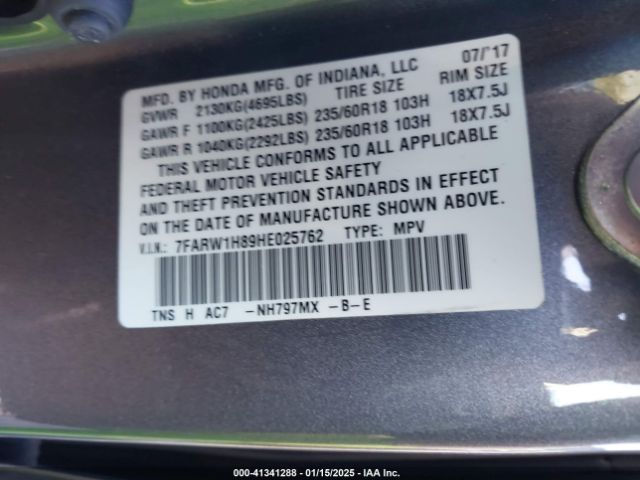 MFD. BY HONDA MFG. OF INDIANA, LLC 07/'17
GVWR 2130KG(4695LBS) TIRE SIZE RIM SIZE
GAWR F 1100KG(2425LBS) 235/60R18 103H 18X7.5J
GAWR R 1040KG(2292LBS) 235/60R18 103H 18X7.5J
THIS VEHICLE CONFORMS TO ALL APPLICABLE
FEDERAL MOTOR VEHICLE SAFETY
AND THEFT PREVENTION STANDARDS IN EFFECT
ON THE DATE OF MANUFACTURE SHOWN ABOVE.
V.I.N.: 7FARW1H89HE025762 TYPE: MPV
TNS H AC7 -NH797MX -B-E
000-41341288 - 01/15/2025 - IAA Inc.